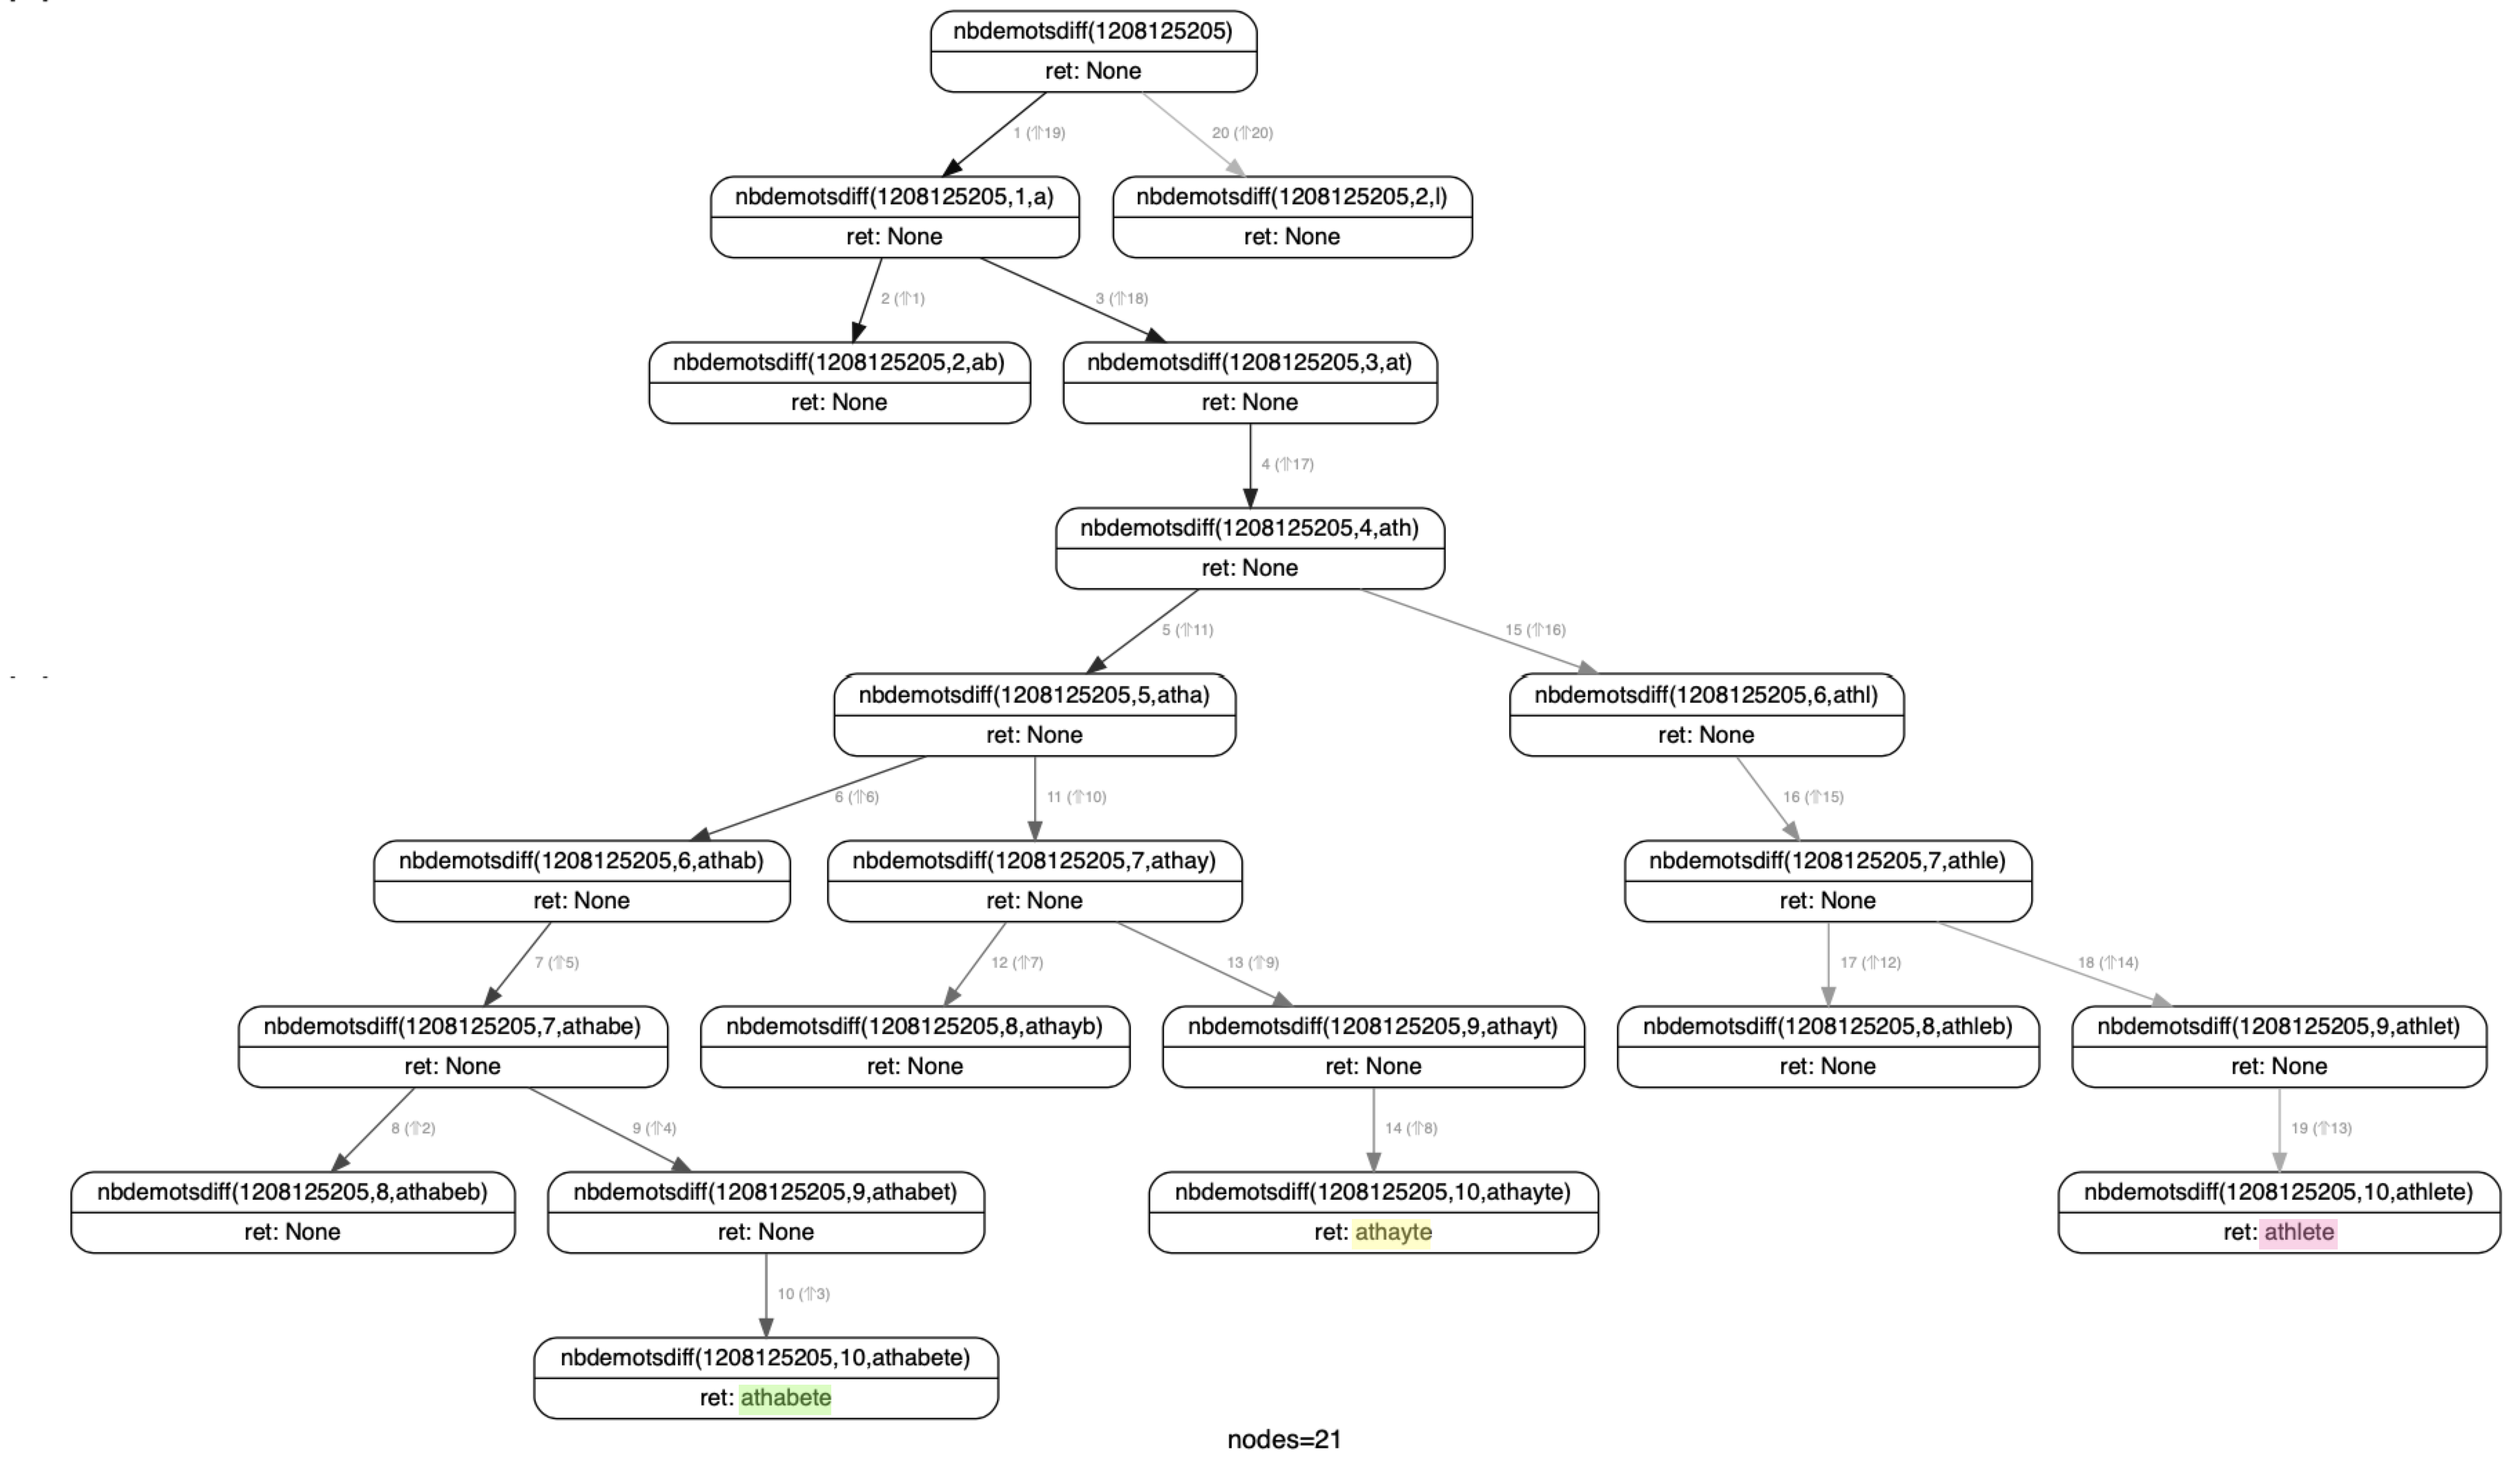 nbdemotsdiff(1208125205)
ret: None
1 (⇑19)
20 (⇑20)
nbdemotsdiff(1208125205,1,a)
ret: None
nbdemotsdiff(1208125205,2,l)
ret: None
2 (⇑1)
3 (⇑18)
nbdemotsdiff(1208125205,2,ab)
ret: None
nbdemotsdiff(1208125205,3,at)
ret: None
4 (⇑17)
nbdemotsdiff(1208125205,4,ath)
ret: None
5 (⇑11)
15 (⇑16)
nbdemotsdiff(1208125205,5,atha)
ret: None
nbdemotsdiff(1208125205,6,athl)
ret: None
6 (⇑6)
11 (⇑10)
16 (⇑15)
nbdemotsdiff(1208125205,6,athab)
ret: None
nbdemotsdiff(1208125205,7,athay)
ret: None
nbdemotsdiff(1208125205,7,athle)
ret: None
7 (⇑5)
12 (⇑7)
13 (⇑9)
17 (⇑12)
18 (⇑14)
nbdemotsdiff(1208125205,7,athabe)
ret: None
nbdemotsdiff(1208125205,8,athayb)
ret: None
nbdemotsdiff(1208125205,9,athayt)
ret: None
nbdemotsdiff(1208125205,8,athleb)
ret: None
nbdemotsdiff(1208125205,9,athlet)
ret: None
8 (⇑2)
9 (⇑4)
14 (⇑8)
19 (⇑13)
nbdemotsdiff(1208125205,8,athabeb)
ret: None
nbdemotsdiff(1208125205,9,athabet)
ret: None
nbdemotsdiff(1208125205,10,athayte)
ret: athayte
nbdemotsdiff(1208125205,10,athlete)
ret: athlete
10 (⇑3)
nbdemotsdiff(1208125205,10,athabete)
ret: athabete
nodes=21